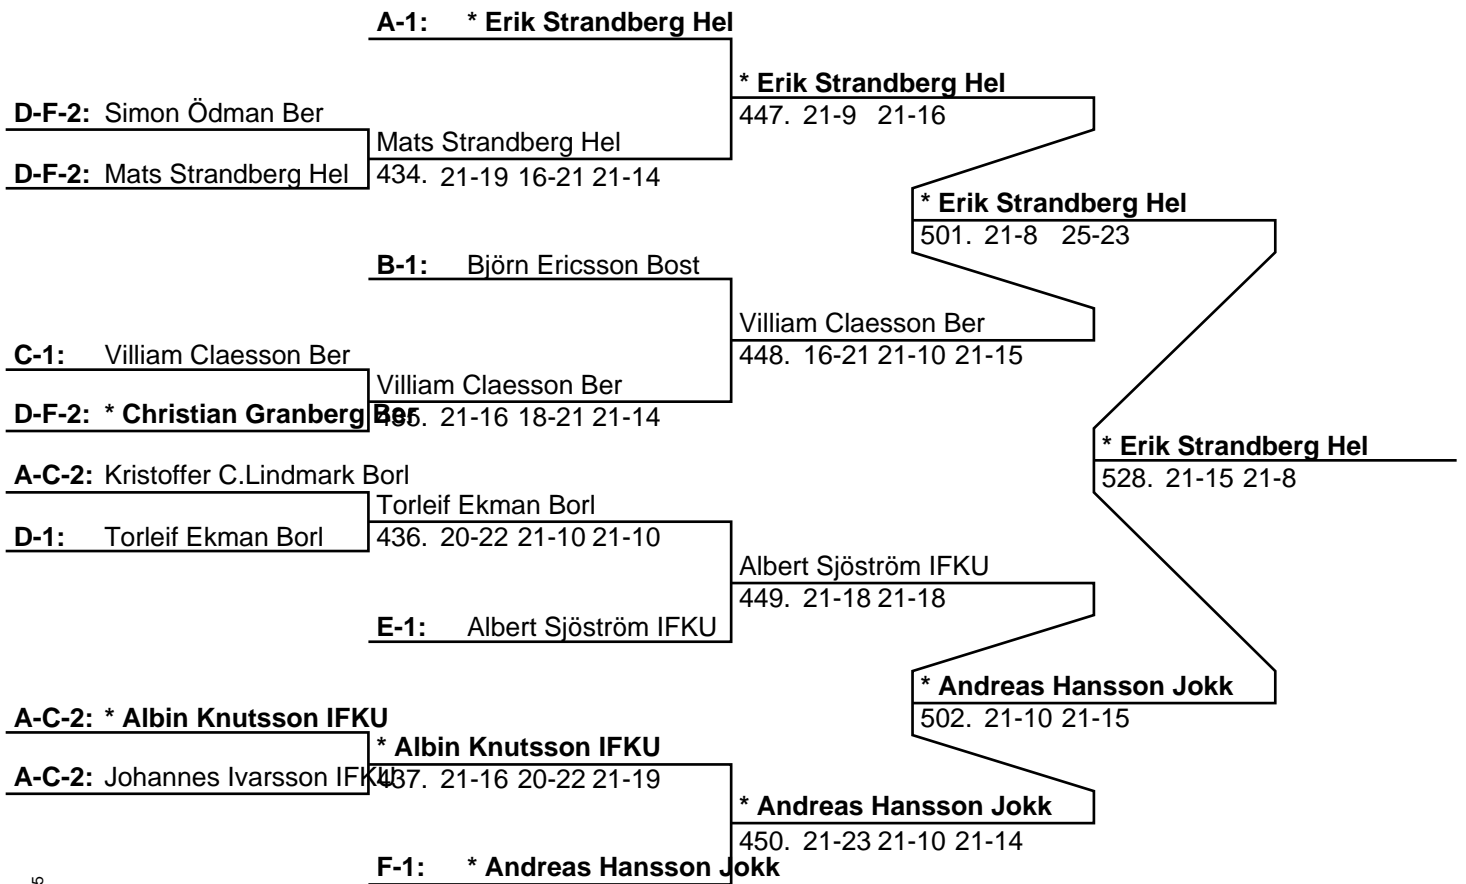 A-1: * Erik Strandberg Hel
* Erik Strandberg Hel
D-F-2: Simon Ödman Ber
447. 21-9 21-16
Mats Strandberg Hel
D-F-2: Mats Strandberg Hel
434. 21-19 16-21 21-14
* Erik Strandberg Hel
501. 21-8 25-23
B-1: Björn Ericsson Bost
Villiam Claesson Ber
C-1: Villiam Claesson Ber
448. 16-21 21-10 21-15
Villiam Claesson Ber
D-F-2: * Christian Granberg Ber
435. 21-16 18-21 21-14
* Erik Strandberg Hel
A-C-2: Kristoffer C.Lindmark Borl
528. 21-15 21-8
Torleif Ekman Borl
D-1: Torleif Ekman Borl
436. 20-22 21-10 21-10
Albert Sjöström IFKU
449. 21-18 21-18
E-1: Albert Sjöström IFKU
* Andreas Hansson Jokk
A-C-2: * Albin Knutsson IFKU
502. 21-10 21-15
* Albin Knutsson IFKU
A-C-2: Johannes Ivarsson IFKU
437. 21-16 20-22 21-19
* Andreas Hansson Jokk
450. 21-23 21-10 21-14
F-1: * Andreas Hansson Jokk